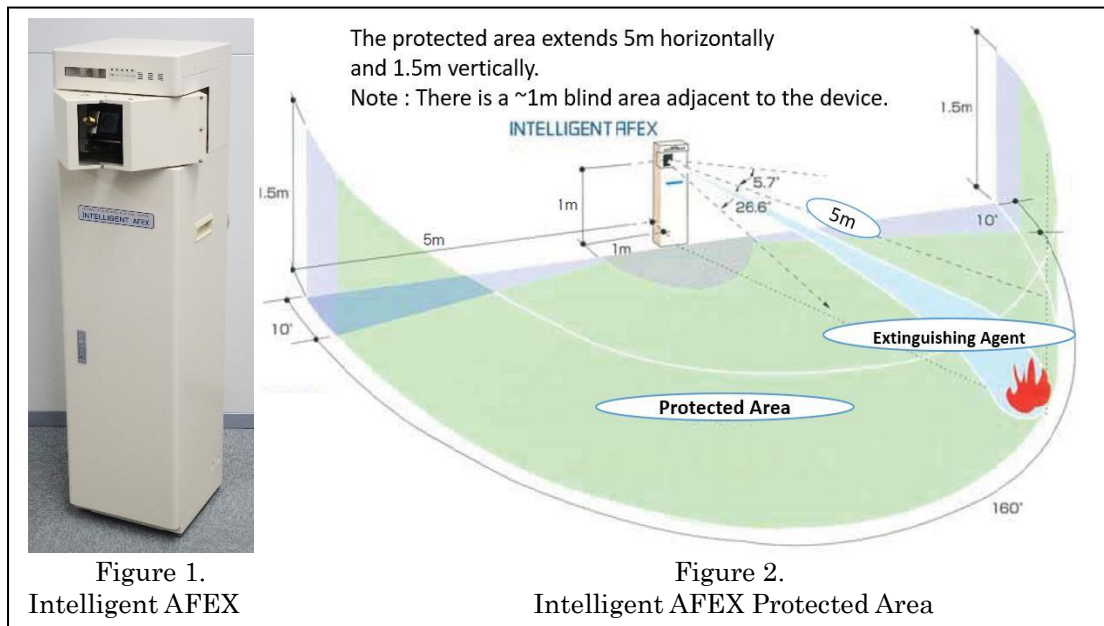 INTELLIGENT AFEX
The protected area extends 5m horizontally
and 1.5m vertically.
Note : There is a ~1m blind area adjacent to the device.
INTELLIGENT AFEX
1.5m
1.5m
1m
5.7°
26.6°
5m
5m
1m
10°
10°
Extinguishing Agent
Protected Area
160°
Figure 1.
Intelligent AFEX
Figure 2.
Intelligent AFEX Protected Area